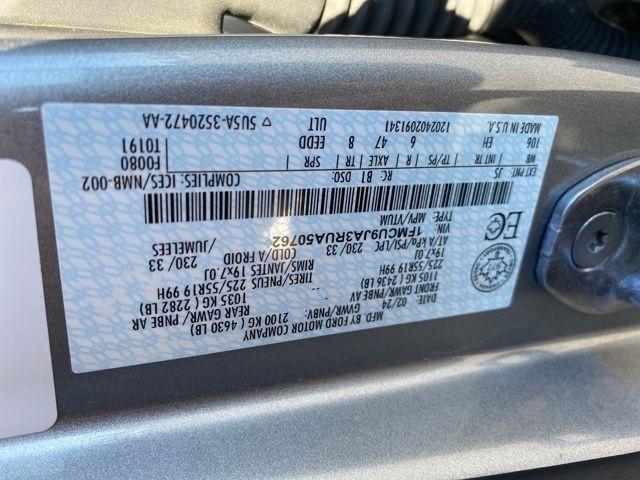 MFD. BY FORD MOTOR COMPANY
DATE: 02/24 GVWR/PNBV: 2100 KG ( 4630 LB)
FRONT GAWR/PNBE AV REAR GAWR/PNBE AR
1105 KG ( 2436 LB) 1035 KG ( 2282 LB)
225/55R19 99H TIRES/PNEUS 225/55R19 99H
19x7.0J RIMS/JANTES 19x7.0J
AT/A kPa/PSI/LPC 230/33 COLD/A FROID 230/33 /JUMELEES
VIN: 1FMCU9JA3RUA50762
TYPE: MPV/VTUM
EC
EXT PNT: JS RC: B1 DSO: COMPLIES: ICES/NMB-002
WB INT TR TP/PS R AXLE TR SPR F0080
106 EH 6 47 8 EEDD T0191
MADE IN U.S.A. ULT
1202402091341 5U5A-3520472-AA